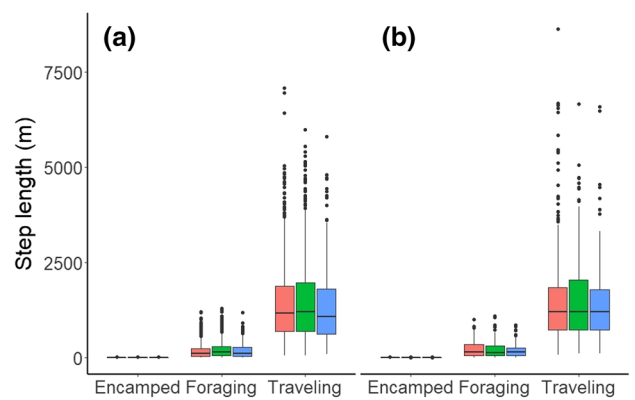 (a) (b)
7500
5000
2500
0
Step length (m)
Encamped Foraging Traveling Encamped Foraging Traveling